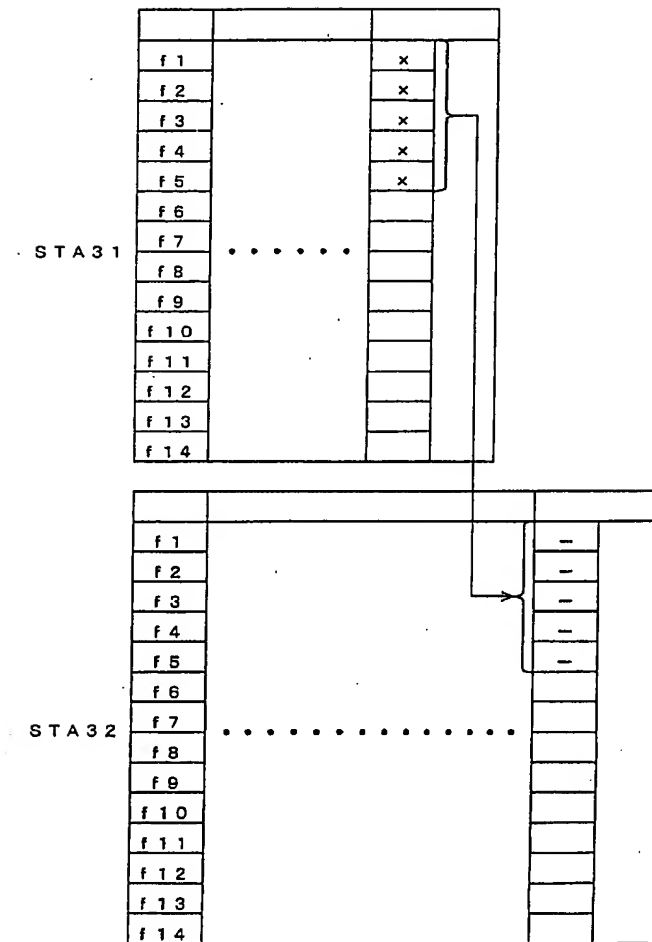 f 1 ×
f 2 ×
f 3 ×
f 4 ×
f 5 ×
f 6
f 7
STA31
f 8
f 9
f 10
f 11
f 12
f 13
f 14
f 1 －
f 2 －
f 3 －
f 4 －
f 5 －
f 6
f 7
STA32
f 8
f 9
f 10
f 11
f 12
f 13
f 14